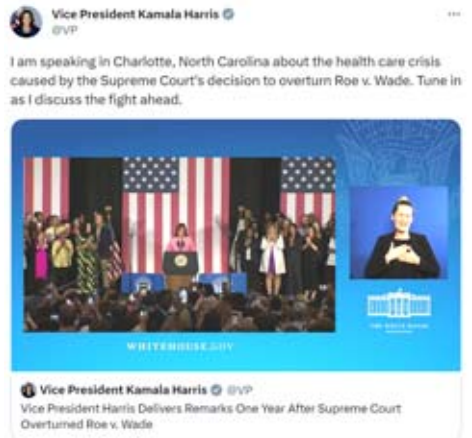 Vice President Kamala Harris
@VP
I am speaking in Charlotte, North Carolina about the health care crisis
caused by the Supreme Court's decision to overturn Roe v. Wade. Tune in
as I discuss the fight ahead.
WHITEHOUSE.GOV
THE WHITE HOUSE
Vice President Kamala Harris @VP
Vice President Harris Delivers Remarks One Year After Supreme Court
Overturned Roe v. Wade